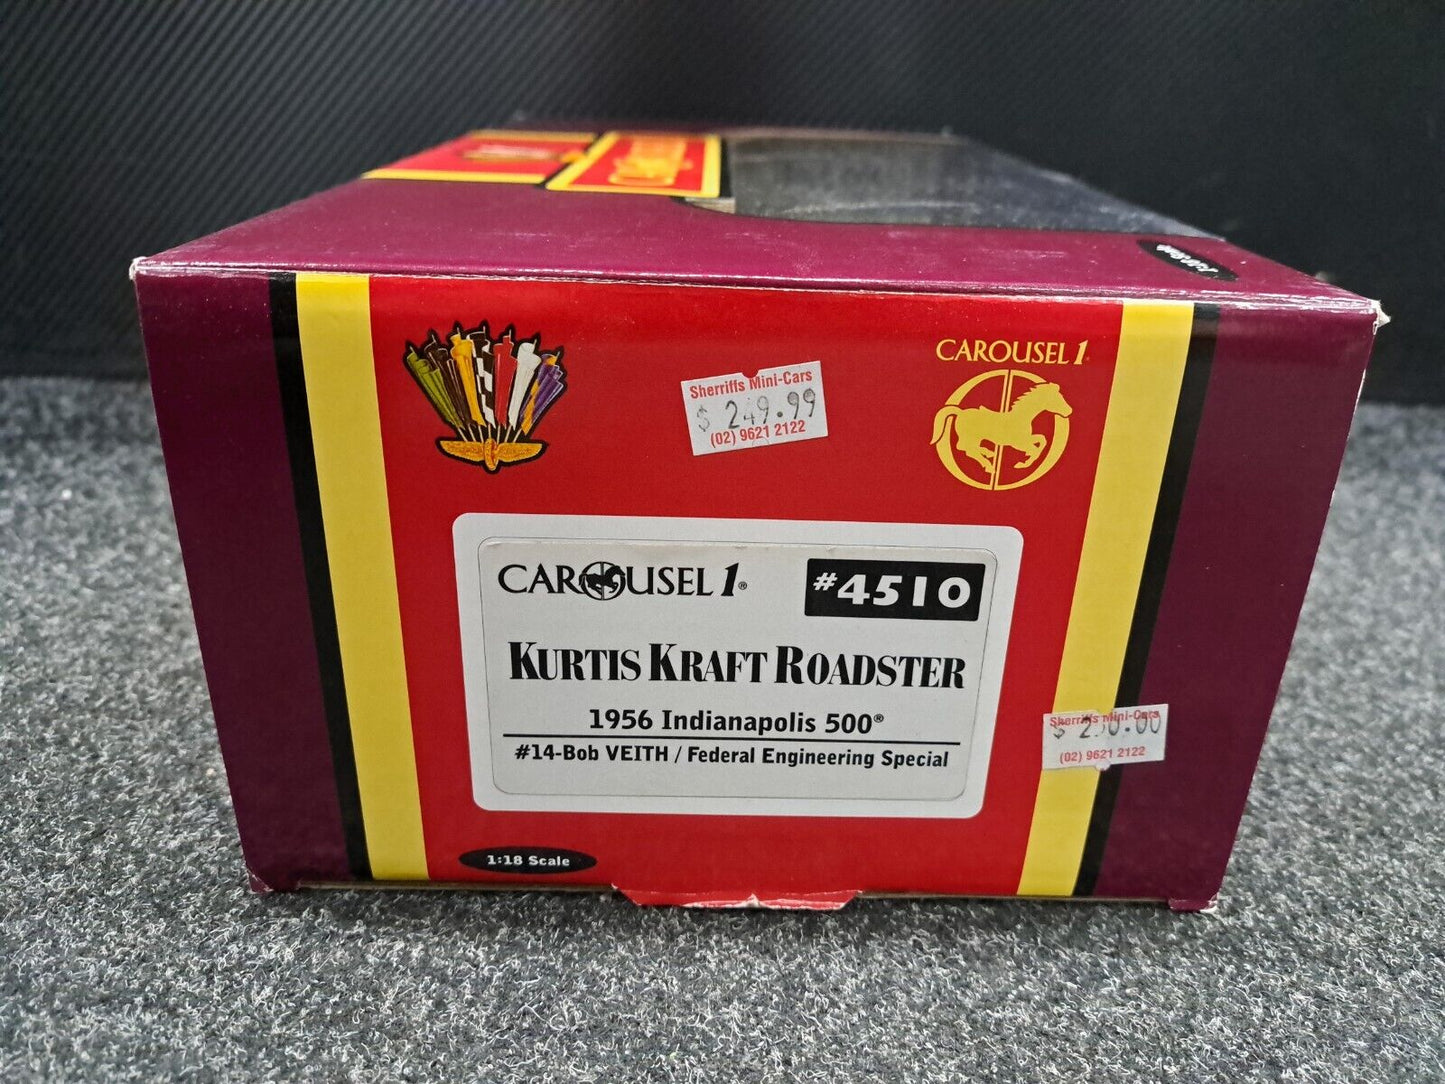 Sherriffs Mini-Cars
$ 249.99
(02) 9621 2122
CAROUSEL 1
CAROUSEL 1®
#4510
KURTIS KRAFT ROADSTER
1956 Indianapolis 500®
#14-Bob VEITH / Federal Engineering Special
Sherriffs Mini-Cars
(02) 9621 2122
1:18 Scale